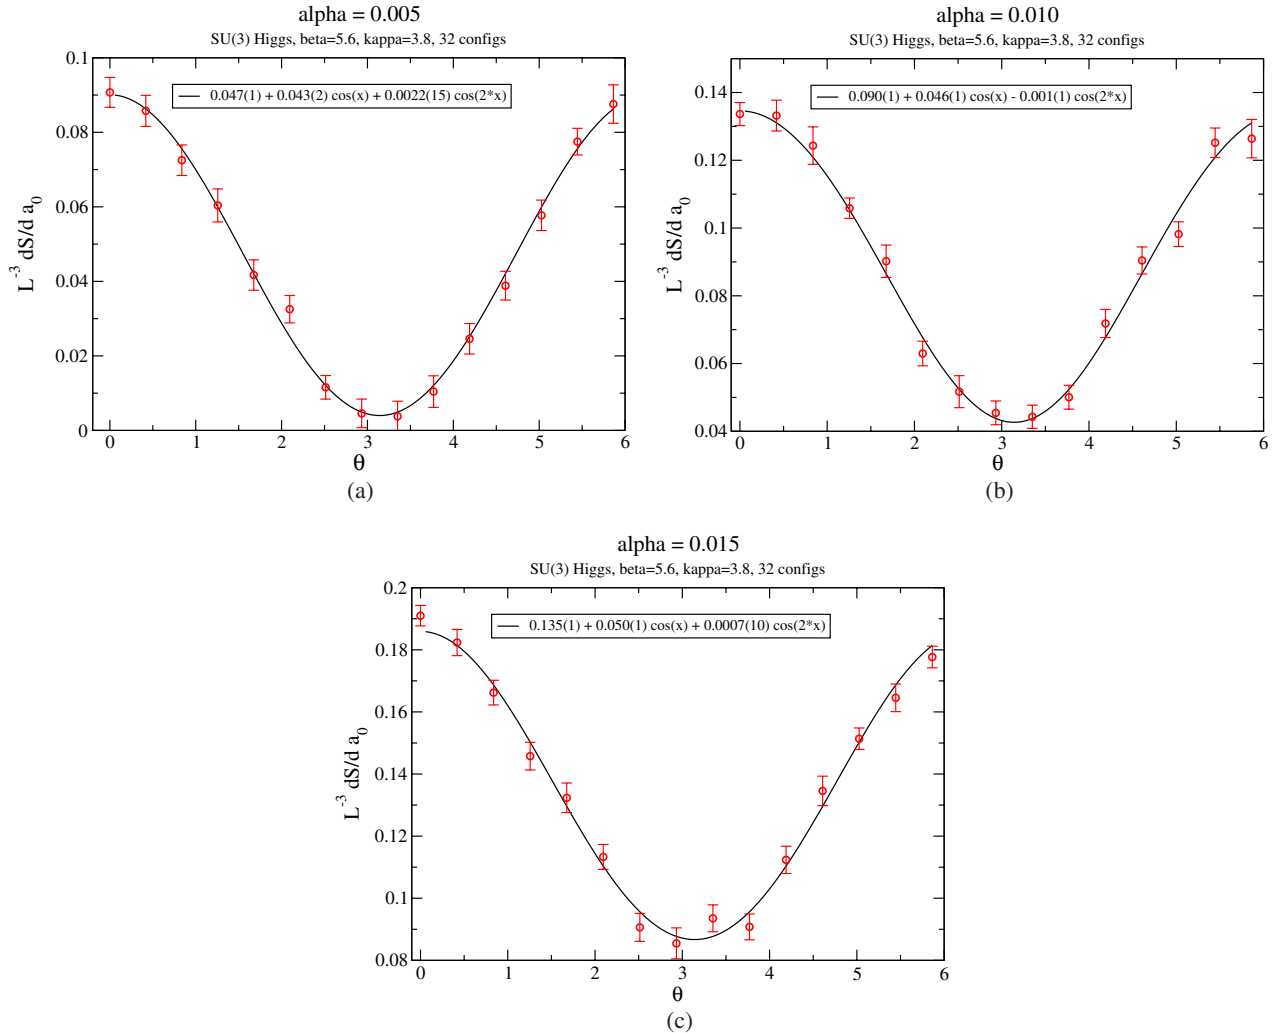 alpha = 0.005
SU(3) Higgs, beta=5.6, kappa=3.8, 32 configs
0.047(1) + 0.043(2) cos(x) + 0.0022(15) cos(2*x)
L^-3 dS/d a_0
0.1
0.08
0.06
0.04
0.02
0
0 1 2 3 4 5 6
θ
(a)
alpha = 0.010
SU(3) Higgs, beta=5.6, kappa=3.8, 32 configs
0.090(1) + 0.046(1) cos(x) - 0.001(1) cos(2*x)
L^-3 dS/d a_0
0.14
0.12
0.1
0.08
0.06
0.04
0 1 2 3 4 5 6
θ
(b)
alpha = 0.015
SU(3) Higgs, beta=5.6, kappa=3.8, 32 configs
0.135(1) + 0.050(1) cos(x) + 0.0007(10) cos(2*x)
L^-3 dS/d a_0
0.2
0.18
0.16
0.14
0.12
0.1
0.08
0 1 2 3 4 5 6
θ
(c)